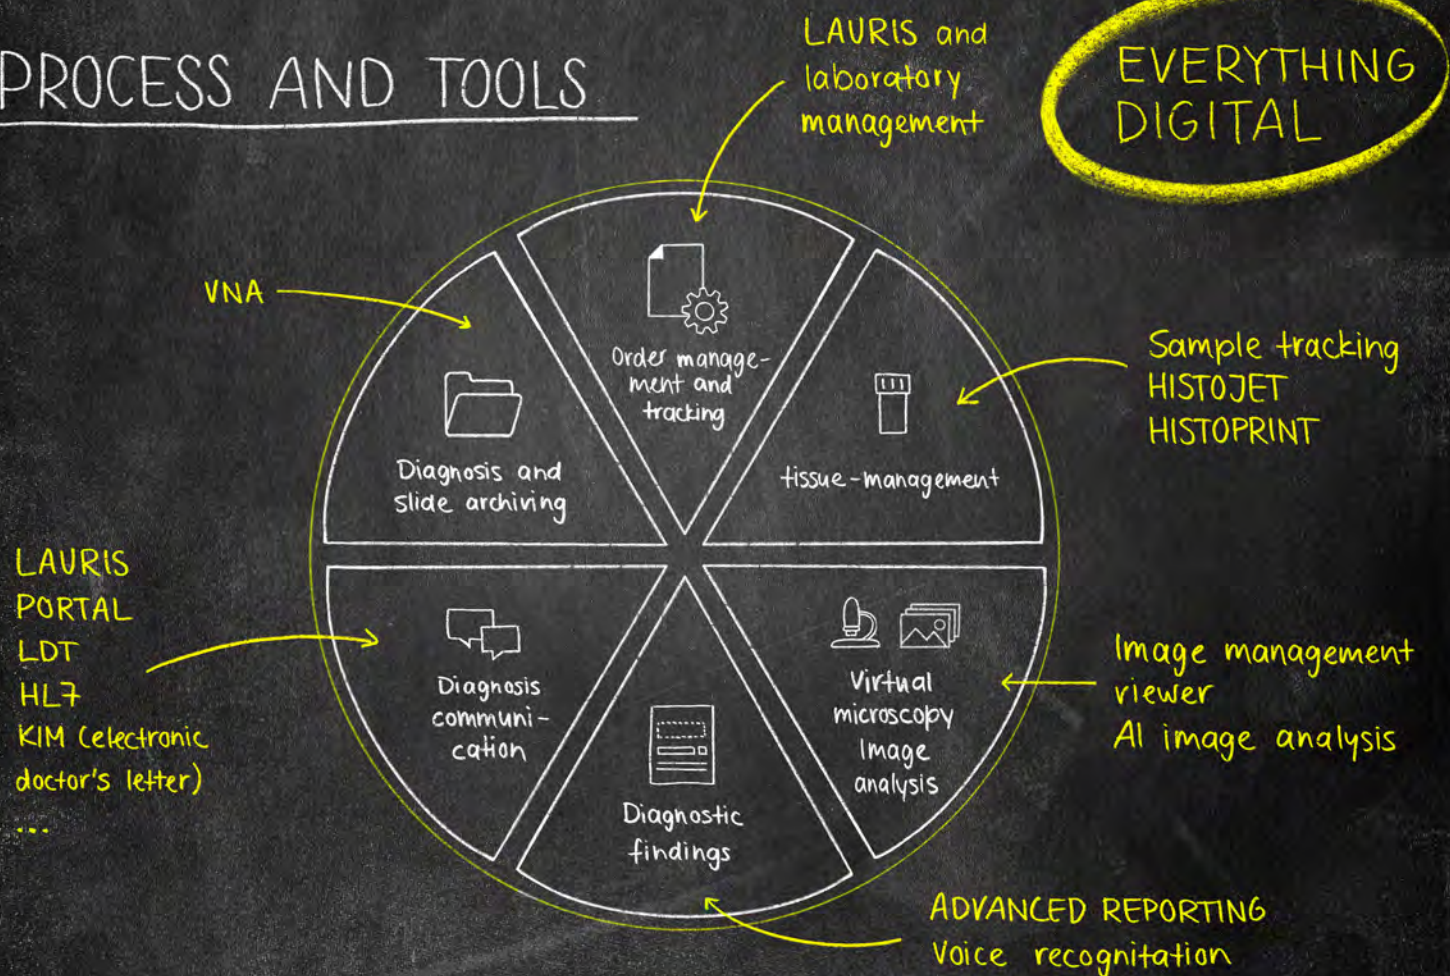 PROCESS AND TOOLS
LAURIS and
laboratory
management
EVERYTHING
DIGITAL
VNA
Order manage-
ment and
tracking
Sample tracking
HISTOJET
HISTOPRINT
Diagnosis and
slide archiving
tissue-management
LAURIS
PORTAL
LDT
HL7
KIM (electronic
doctor's letter)
...
Diagnosis
communi-
cation
Virtual
microscopy
Image
analysis
Image management
viewer
AI image analysis
Diagnostic
findings
ADVANCED REPORTING
Voice recognitation